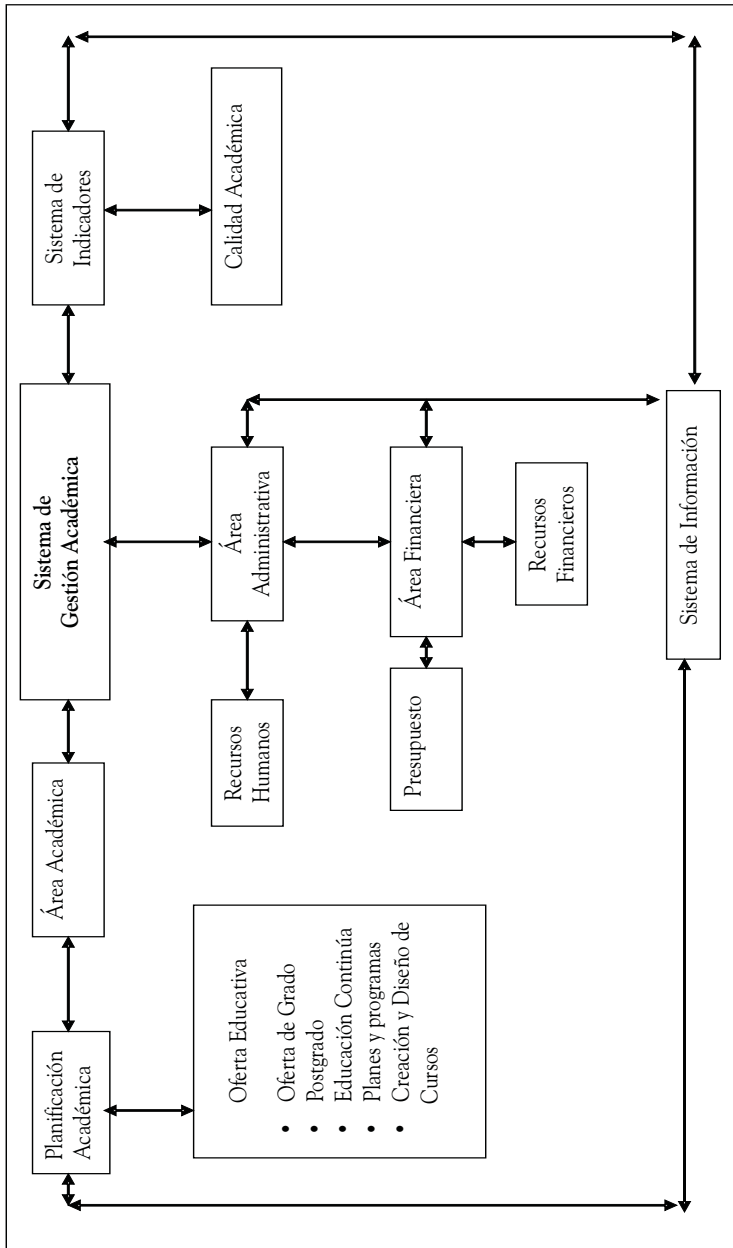 Planificación
Académica
Área Académica
Sistema de
Gestión Académica
Sistema de
Indicadores
Oferta Educativa
• Oferta de Grado
• Postgrado
• Educación Continúa
• Planes y programas
• Creación y Diseño de
Cursos
Recursos
Humanos
Área
Administrativa
Calidad Académica
Presupuesto
Área Financiera
Recursos
Financieros
Sistema de Información